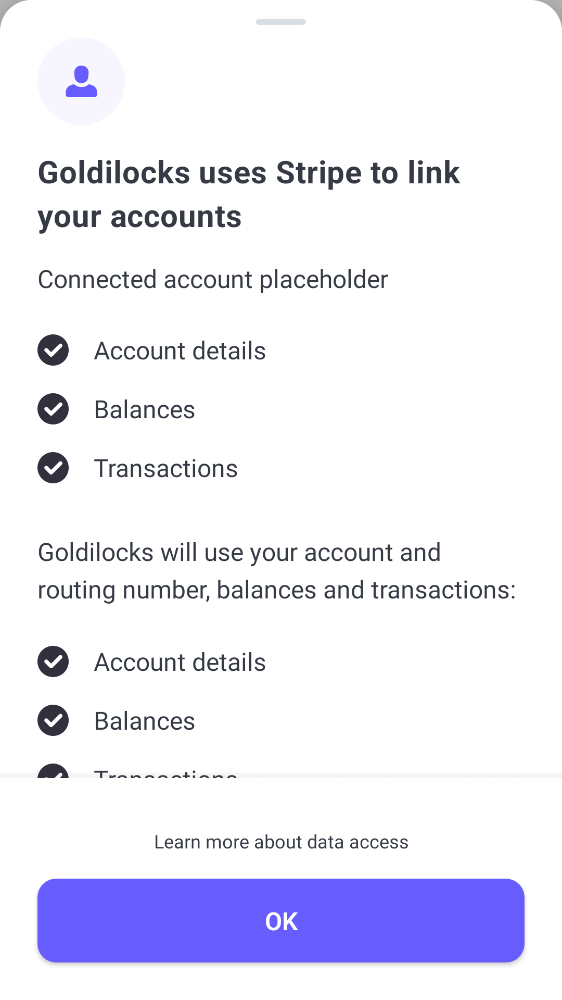 Goldilocks uses Stripe to link
your accounts
Connected account placeholder
Account details
Balances
Transactions
Goldilocks will use your account and
routing number, balances and transactions:
Account details
Balances
Transactions
Learn more about data access
OK